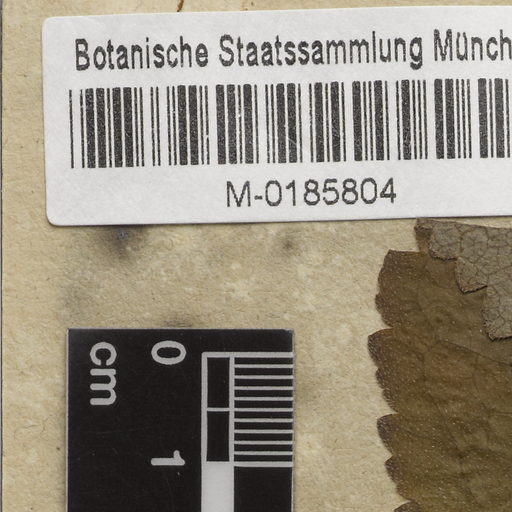 Botanische Staatssammlung Münch
M-0185804
cm
0
1